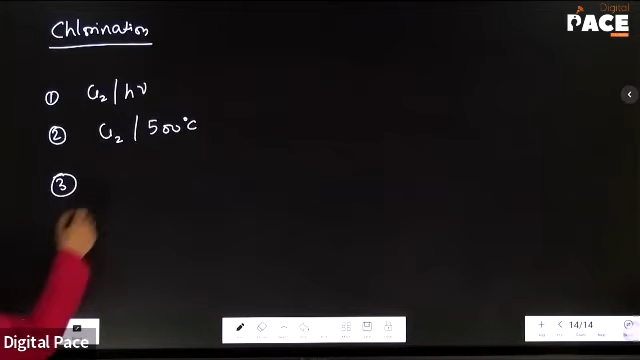 Digital
PACE
Chlorination
① Cl₂ / hν
② Cl₂ / 500°C
③
14/14
Digital Pace